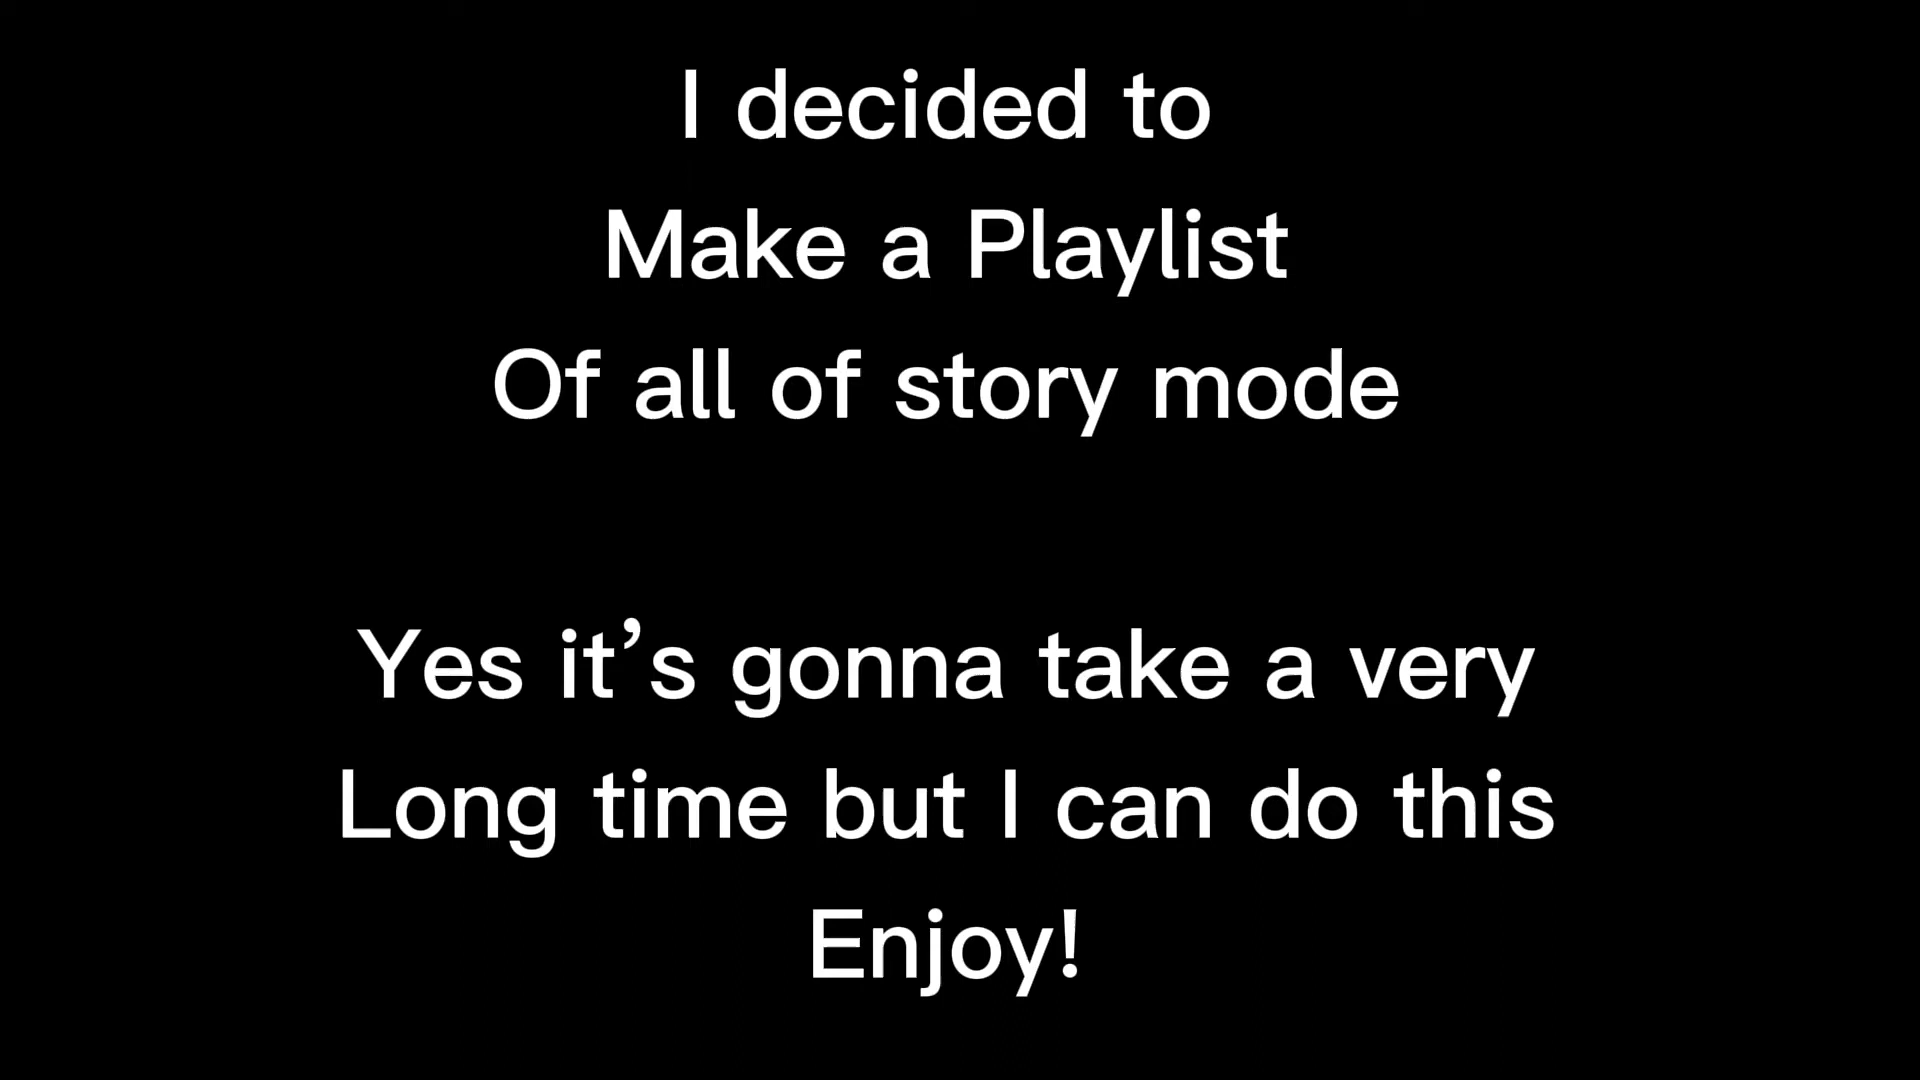 I decided to
Make a Playlist
Of all of story mode
Yes it’s gonna take a very
Long time but I can do this
Enjoy!